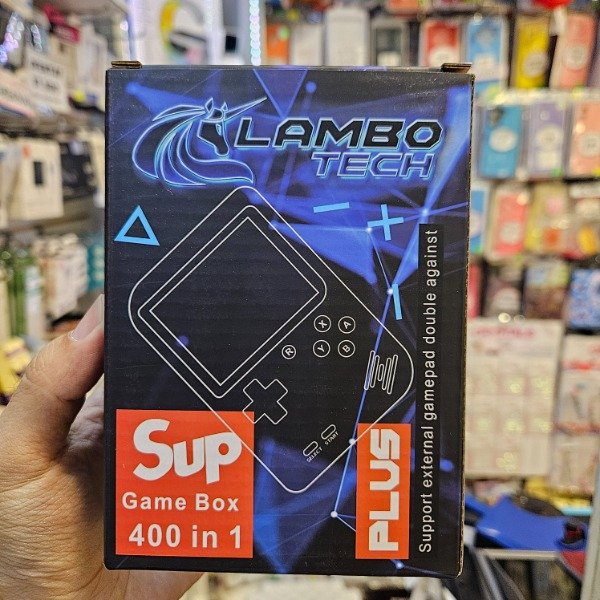 LAMBO
TECH
X
A
R
Y
B
SELECT
START
Sup
Game Box
400 in 1
PLUS
Support external gamepad double against